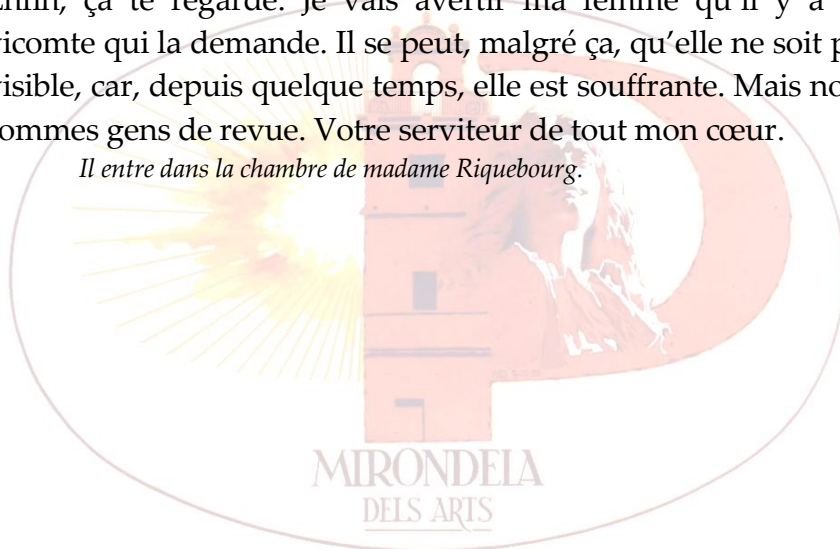 Enfin, ça te regarde. Je vais avertir ma femme qu'il y a
vicomte qui la demande. Il se peut, malgré ça, qu'elle ne soit
visible, car, depuis quelque temps, elle est souffrante. Mais
sommes gens de revue. Votre serviteur de tout mon cœur.
Il entre dans la chambre de madame Riquebourg.
MIRONDELA
DELS ARTS